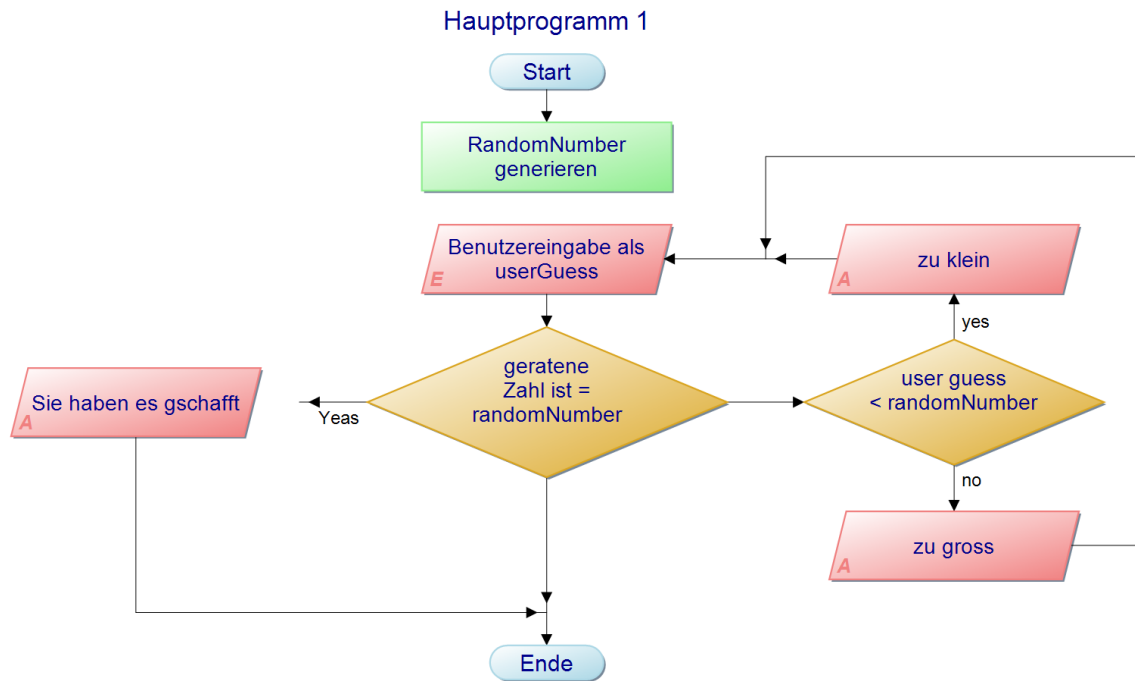 Hauptprogramm 1
Start
RandomNumber
generieren
Benutzereingabe als
userGuess
E
zu klein
A
yes
geratene
Zahl ist =
randomNumber
user guess
< randomNumber
Sie haben es gschafft
A
Yeas
no
zu gross
A
Ende